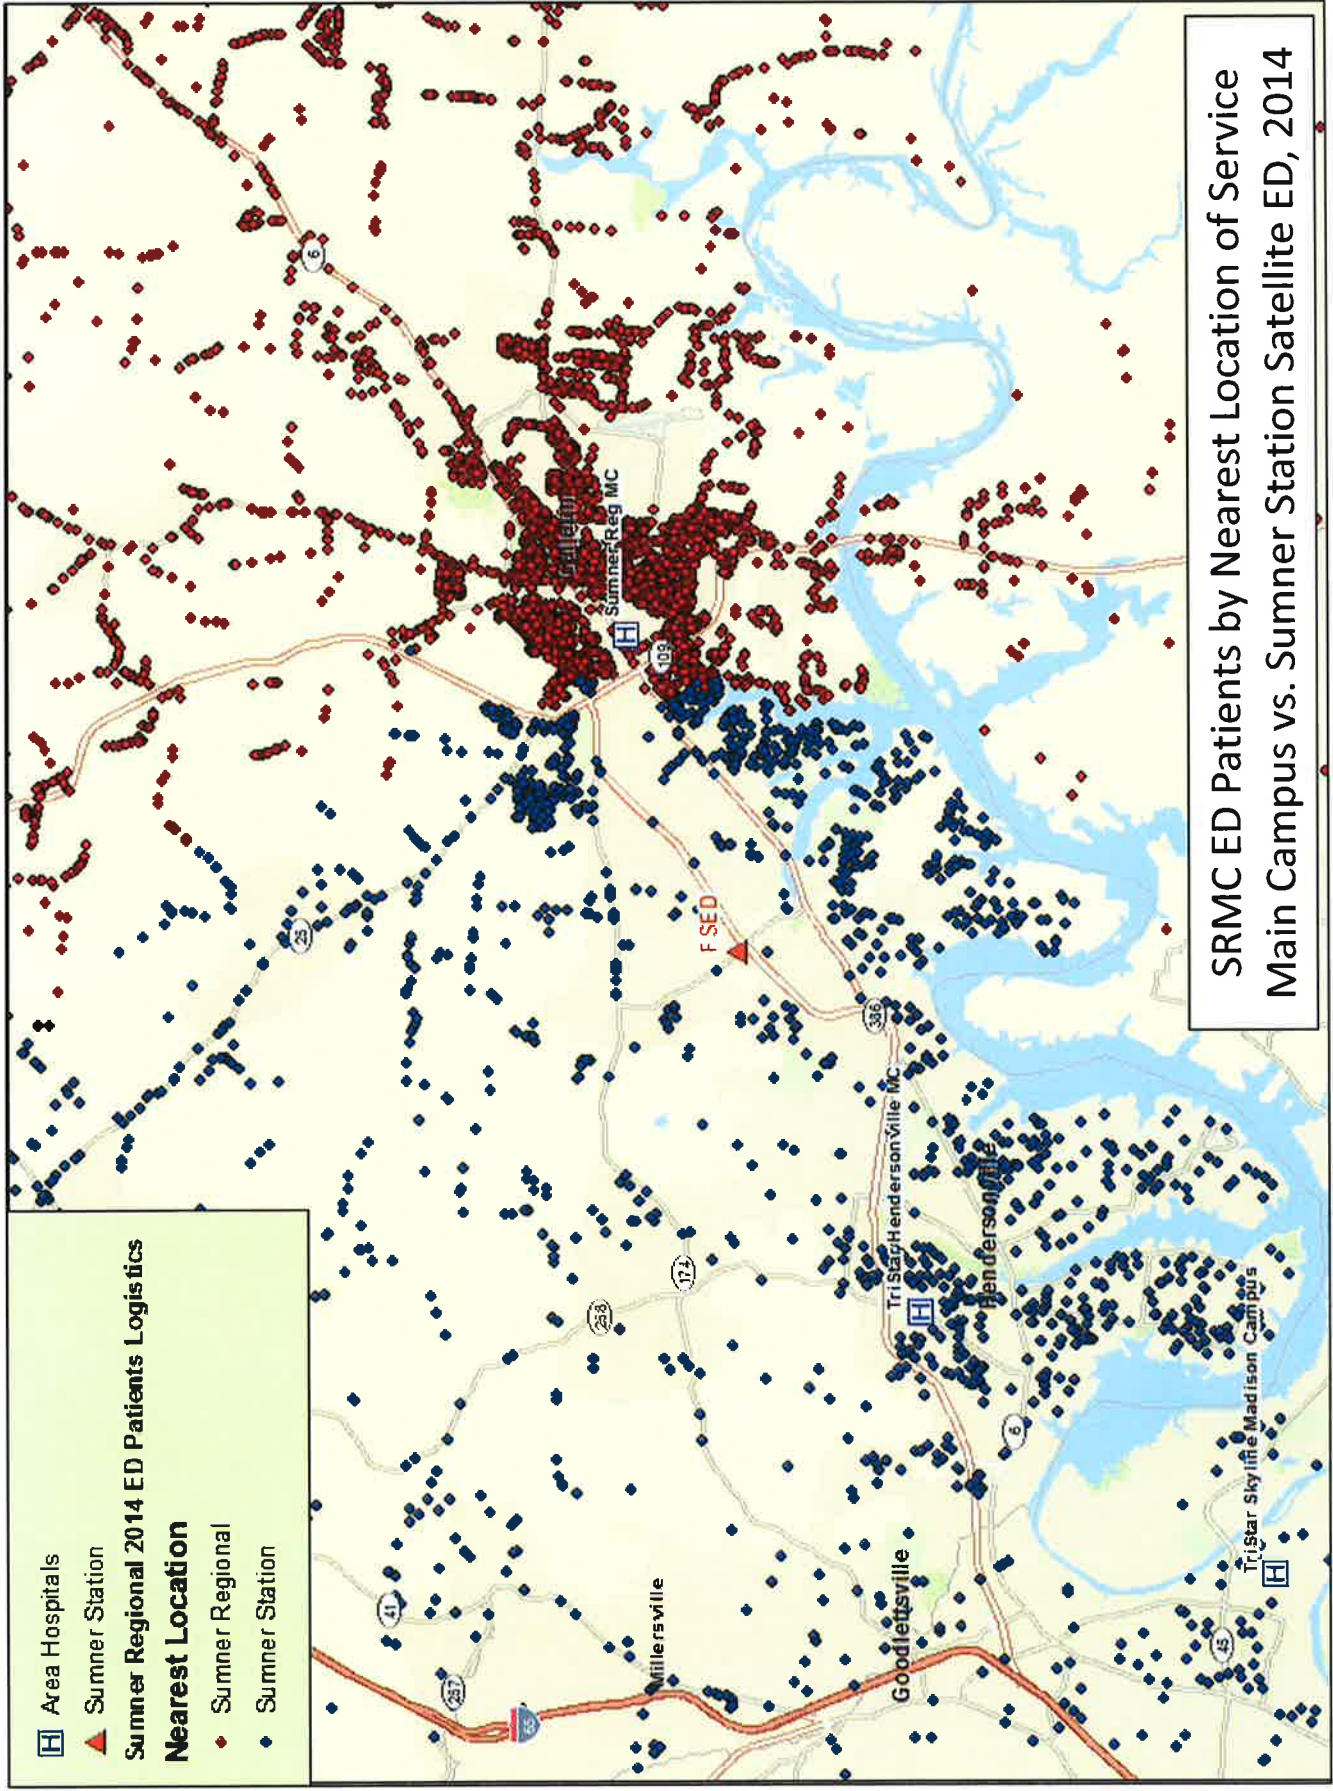 Area Hospitals
Sumner Station
Sumner Regional 2014 ED Patients Logistics
Nearest Location
Sumner Regional
Sumner Station
6
25
41
257
258
174
65
109
386
6
45
Sumner Reg MC
FSED
TriStar Hendersonville MC
Hendersonville
Millersville
Goodlettsville
TriStar Skyline Madison Campus
SRMC ED Patients by Nearest Location of Service
Main Campus vs. Sumner Station Satellite ED, 2014